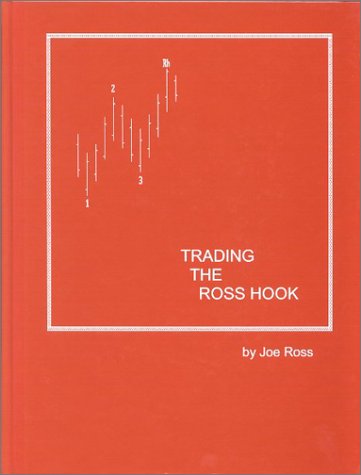 Rh
2
3
1
TRADING
THE
ROSS HOOK
by Joe Ross